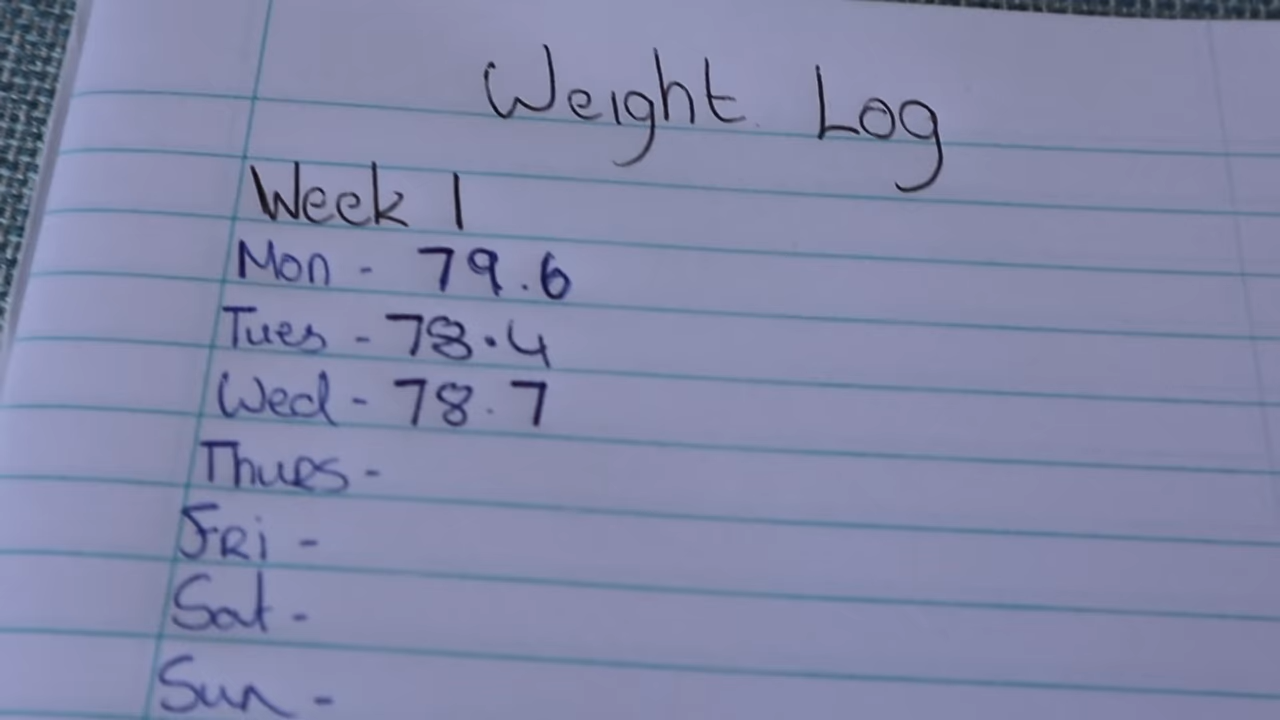 Weight Log
Week 1
Mon - 79.6
Tues - 78.4
Wed - 78.7
Thurs -
Fri -
Sat -
Sun -